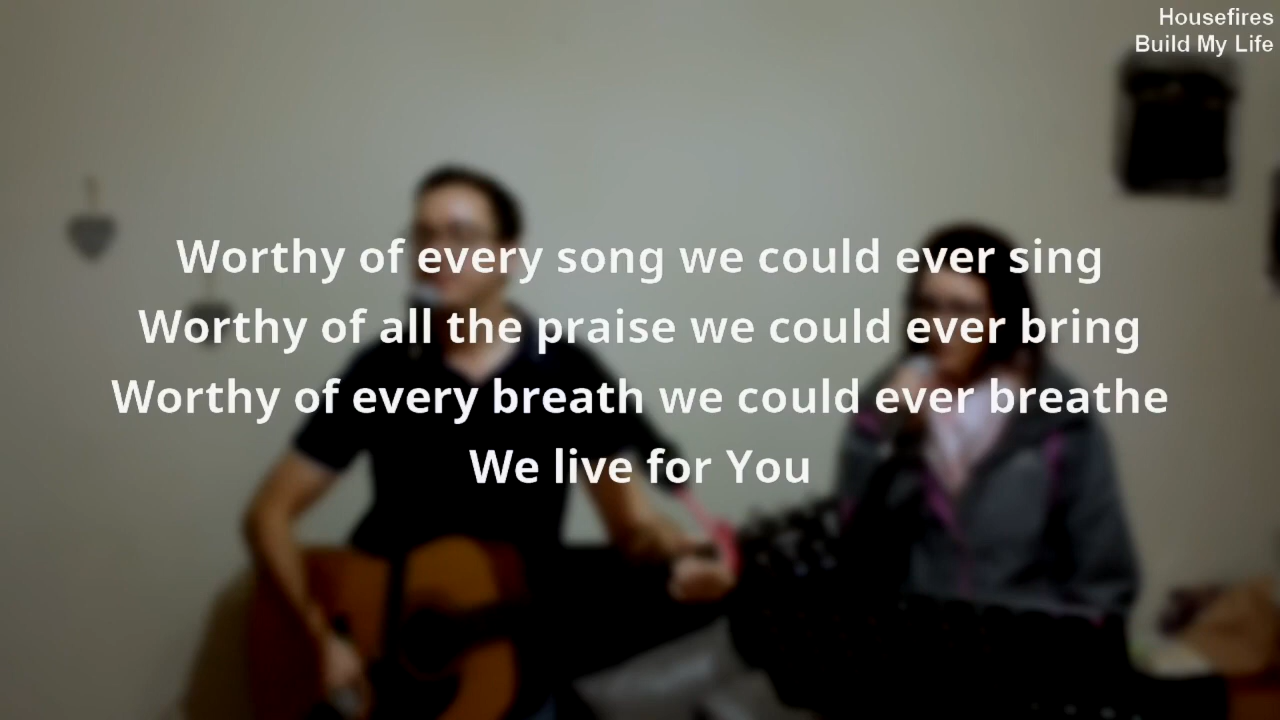 Housefires
Build My Life
Worthy of every song we could ever sing
Worthy of all the praise we could ever bring
Worthy of every breath we could ever breathe
We live for You